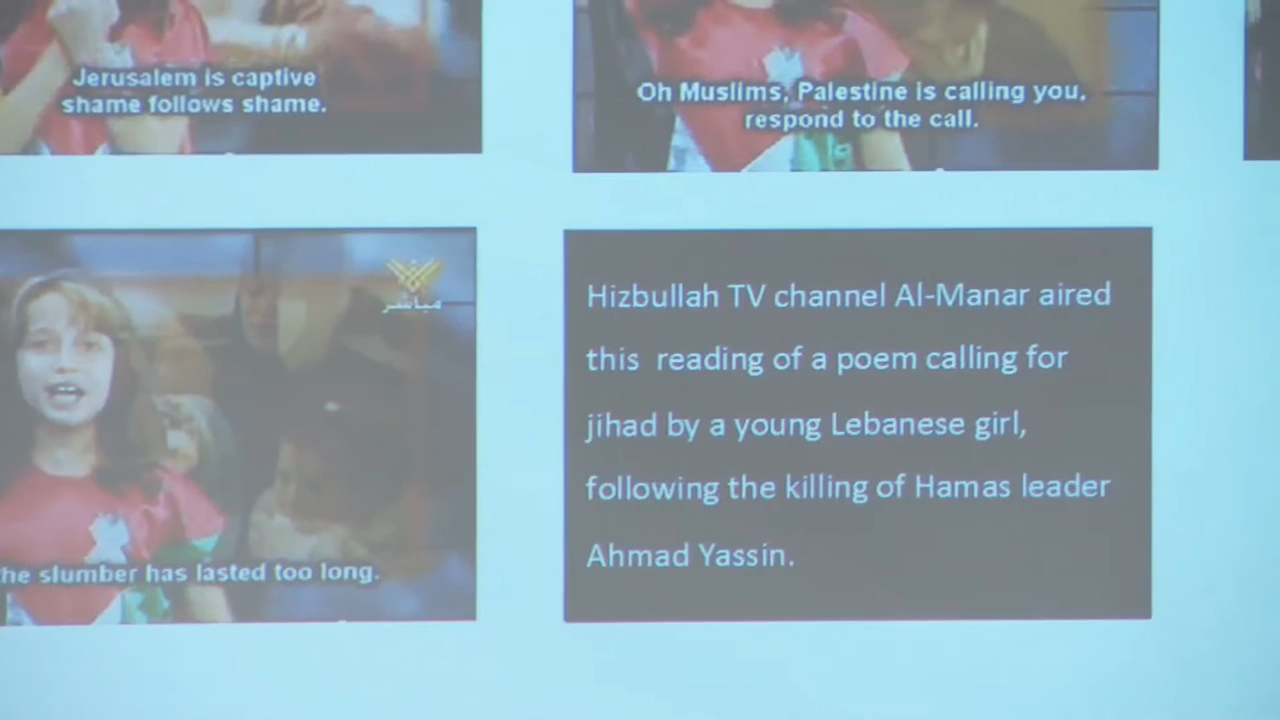 Jerusalem is captive
shame follows shame.
Oh Muslims, Palestine is calling you,
respond to the call.
مباشر
he slumber has lasted too long.
Hizbullah TV channel Al-Manar aired
this reading of a poem calling for
jihad by a young Lebanese girl,
following the killing of Hamas leader
Ahmad Yassin.